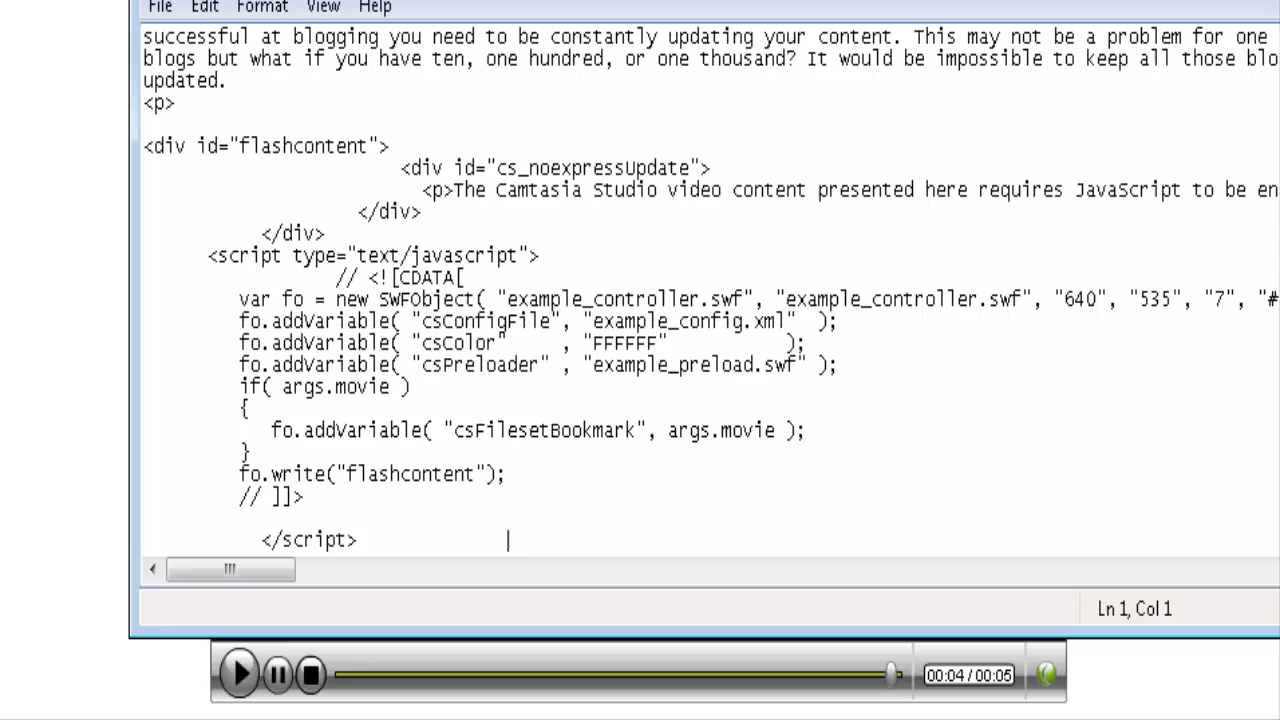 File Edit Format View Help
successful at blogging you need to be constantly updating your content. This may not be a problem for one
blogs but what if you have ten, one hundred, or one thousand? It would be impossible to keep all those blo
updated.
<p>
<div id="flashcontent">
<div id="cs_noexpressUpdate">
<p>The Camtasia Studio video content presented here requires JavaScript to be en
</div>
</div>
<script type="text/javascript">
// <![CDATA[
var fo = new SWFObject( "example_controller.swf", "example_controller.swf", "640", "535", "7", "#
fo.addVariable( "csConfigFile", "example_config.xml" );
fo.addVariable( "csColor" , "FFFFFF" );
fo.addVariable( "csPreloader" , "example_preload.swf" );
if( args.movie )
{
fo.addVariable( "csFilesetBookmark", args.movie );
}
fo.write("flashcontent");
// ]]>
</script>
Ln 1, Col 1
00:04 / 00:05